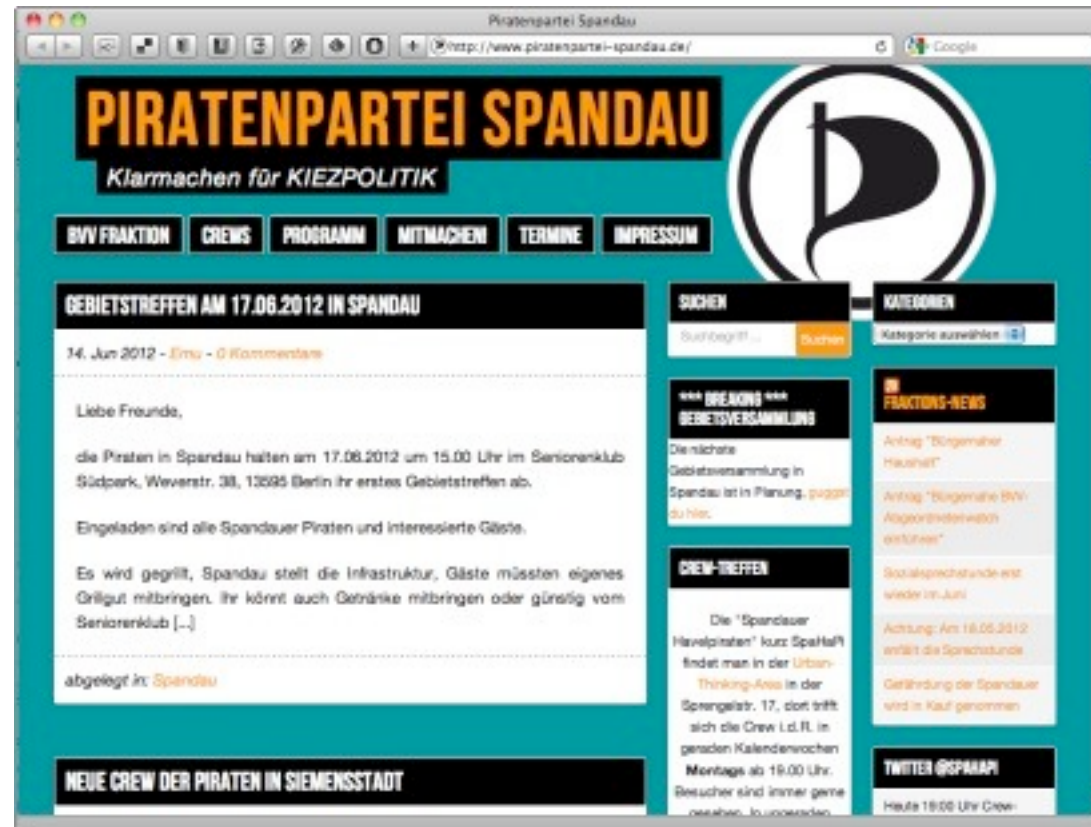 Piratenpartei Spandau
http://www.piratenpartei-spandau.de/
Google
PIRATENPARTEI SPANDAU
Klarmachen für KIEZPOLITIK
BVV FRAKTION
CREWS
PROGRAMM
MITMACHEN!
TERMINE
IMPRESSUM
GEBIETSTREFFEN AM 17.06.2012 IN SPANDAU
14. Jun 2012 - Emu - 0 Kommentare
Liebe Freunde,
die Piraten in Spandau halten am 17.06.2012 um 15.00 Uhr im Seniorenklub
Südpark, Weverstr. 38, 13595 Berlin ihr erstes Gebietstreffen ab.
Eingeladen sind alle Spandauer Piraten und interessierte Gäste.
Es wird gegrillt, Spandau stellt die Infrastruktur, Gäste müssten eigenes
Grillgut mitbringen. Ihr könnt auch Getränke mitbringen oder günstig vom
Seniorenklub [...]
abgelegt in: Spandau
NEUE CREW DER PIRATEN IN SIEMENSSTADT
SUCHEN
Suchbegriff ...
Suchen
*** BREAKING ***
GEBIETSVERSAMMLUNG
Die nächste
Gebietsversammlung in
Spandau ist in Planung, guggst
du hier.
CREW-TREFFEN
Die "Spandauer
Havelpiraten" kurz SpaHaPi
findet man in der Urban-
Thinking-Area in der
Sprengelstr. 17, dort trifft
sich die Crew i.d.R. in
geraden Kalenderwochen
Montags ab 19.00 Uhr.
Besucher sind immer gerne
gesehen. In ungeraden
KATEGORIEN
Kategorie auswählen
FRAKTIONS-NEWS
Antrag "Bürgernaher
Haushalt"
Antrag "Bürgernahe BVV-
Abgeordnetenwatch
einführen"
Sozialsprechstunde erst
wieder im Juni
Achtung: Am 18.05.2012
entfällt die Sprechstunde
Gefährdung der Spandauer
wird in Kauf genommen
TWITTER @SPAHAPI
Heute 19:00 Uhr Crew-